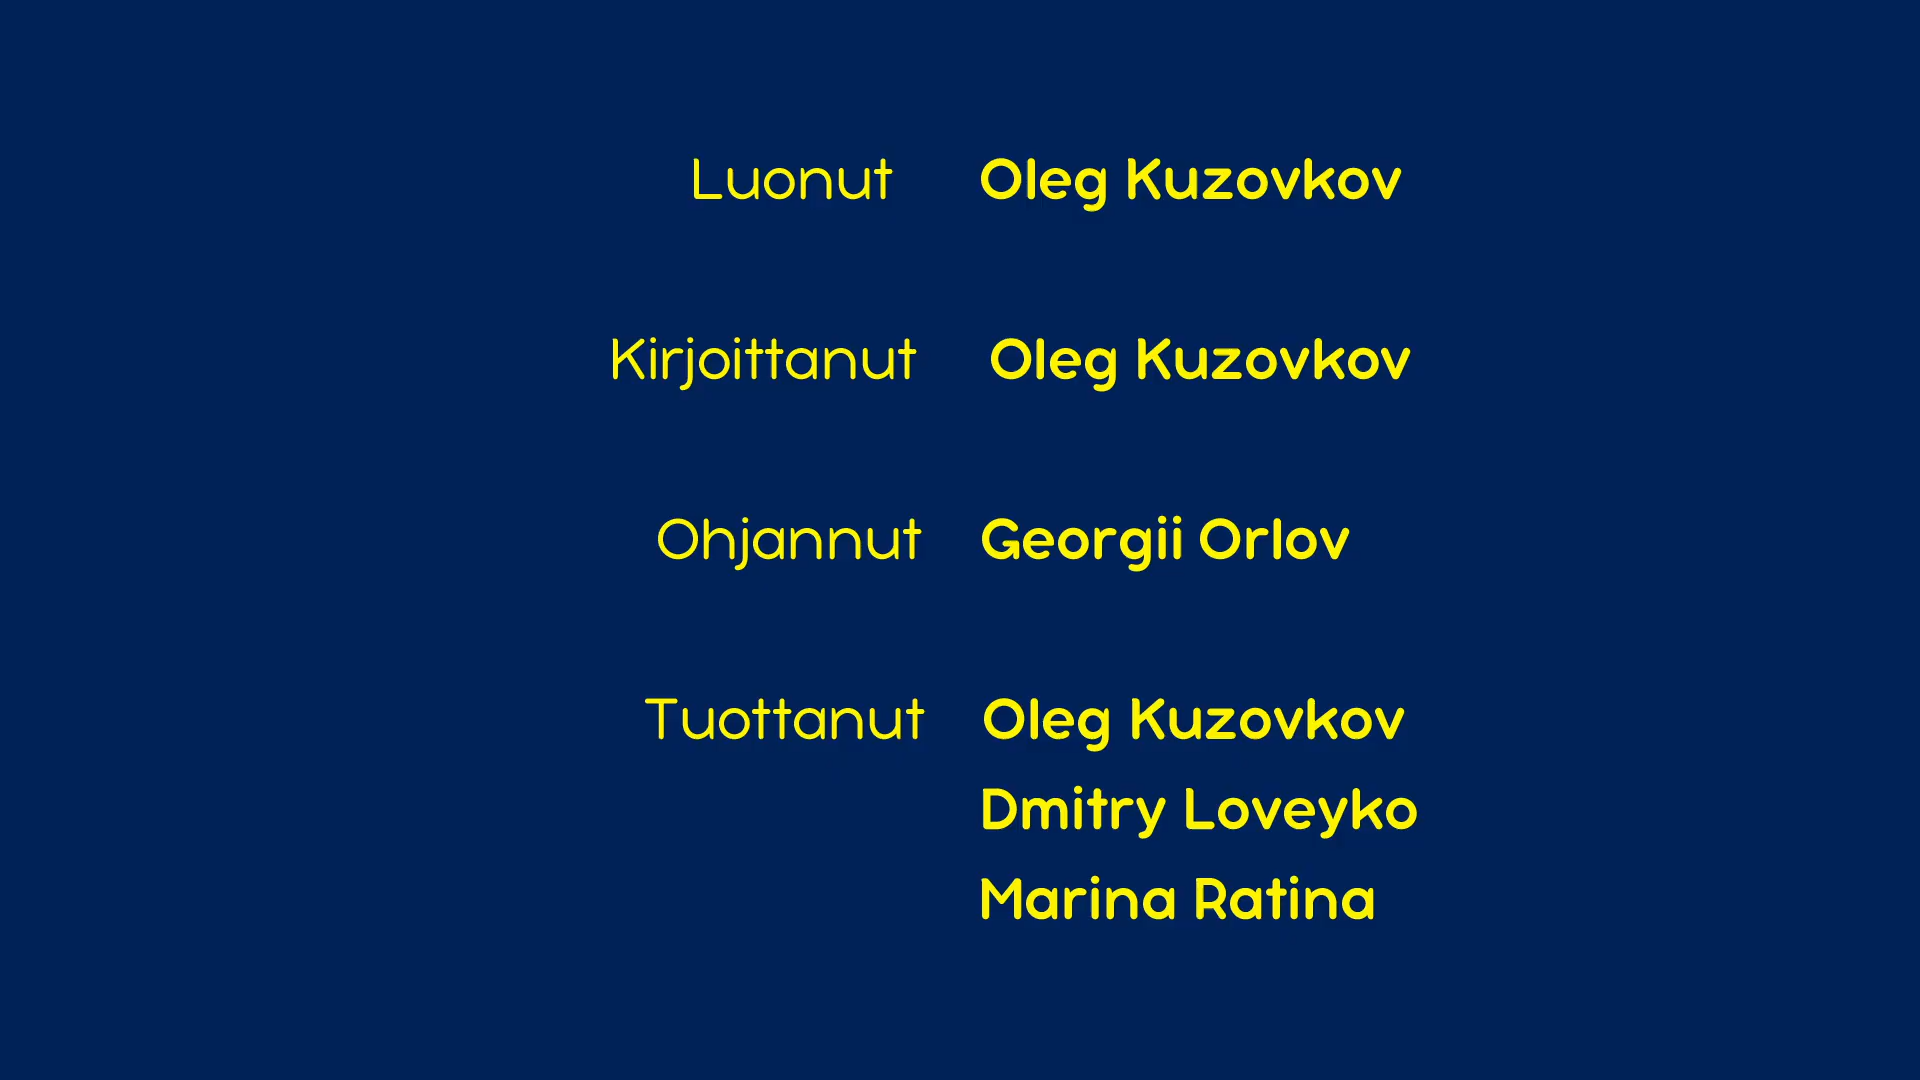 Luonut Oleg Kuzovkov
Kirjoittanut Oleg Kuzovkov
Ohjannut Georgii Orlov
Tuottanut Oleg Kuzovkov
Dmitry Loveyko
Marina Ratina